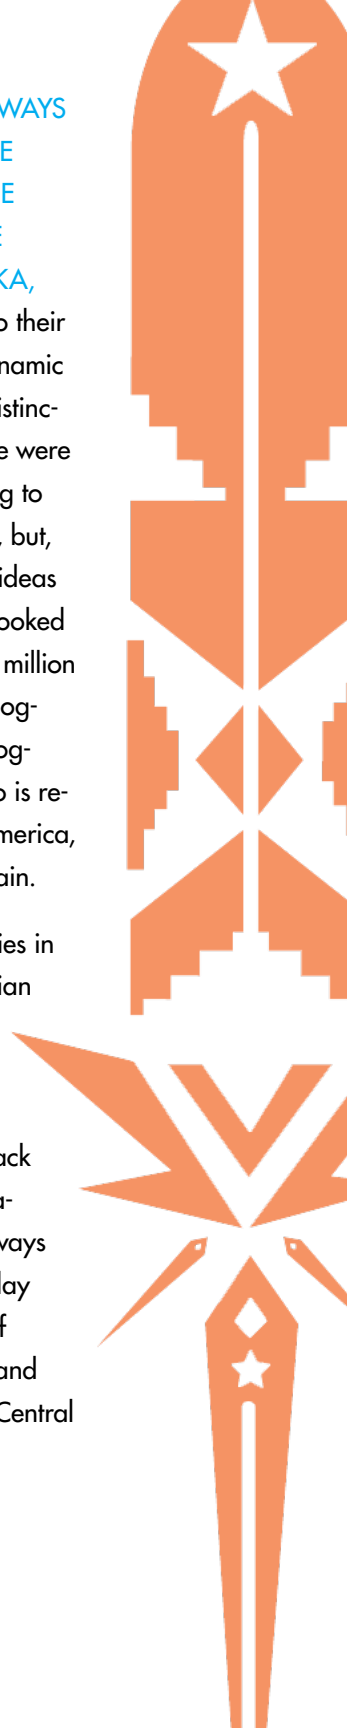 WAYS
E
E
E
KA,
o their
namic
istinc-
e were
g to
, but,
ideas
ooked
million
og-
og-
o is re-
merica,
ain.
ies in
ian
ack
a-
ways
lay
f
and
Central